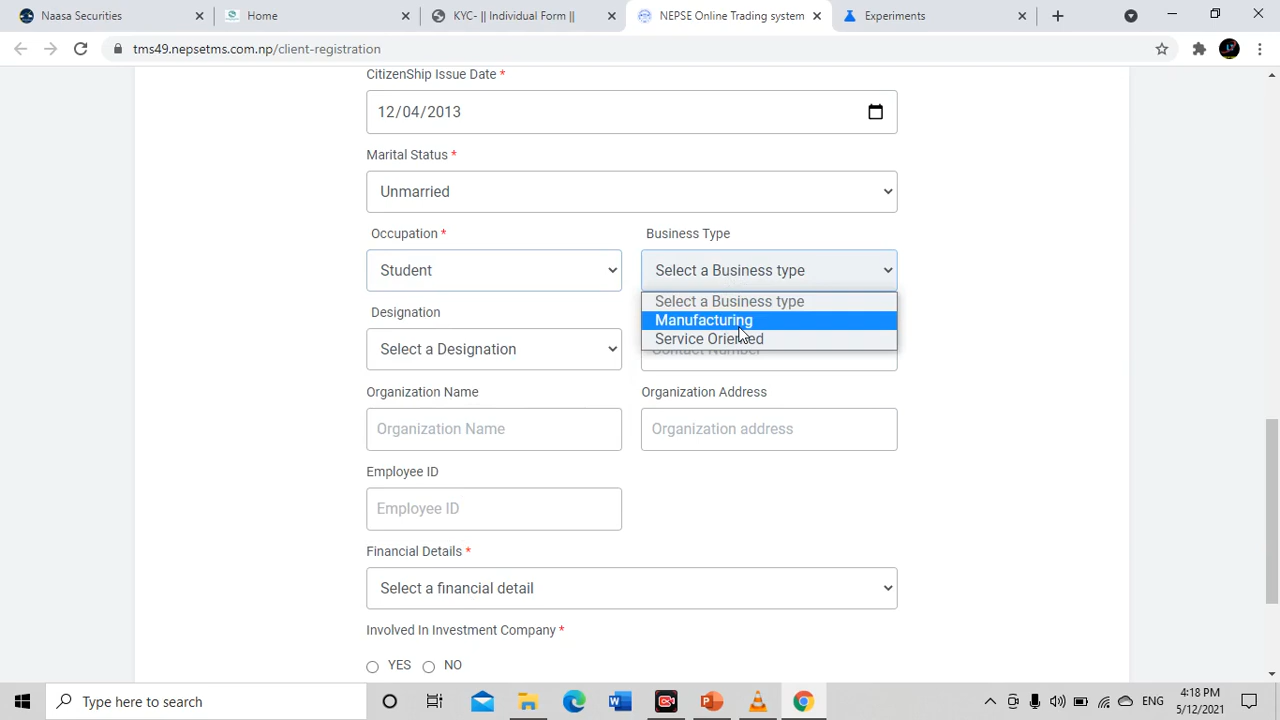 Naasa Securities
Home
KYC- || Individual Form ||
NEPSE Online Trading system
Experiments
tms49.nepsetms.com.np/client-registration
CitizenShip Issue Date *
12/04/2013
Marital Status *
Unmarried
Occupation *
Business Type
Student
Select a Business type
Select a Business type
Manufacturing
Service Oriented
Designation
Select a Designation
Contact Number
Organization Name
Organization Address
Organization Name
Organization address
Employee ID
Employee ID
Financial Details *
Select a financial detail
Involved In Investment Company *
YES
NO
Type here to search
ENG
4:18 PM
5/12/2021